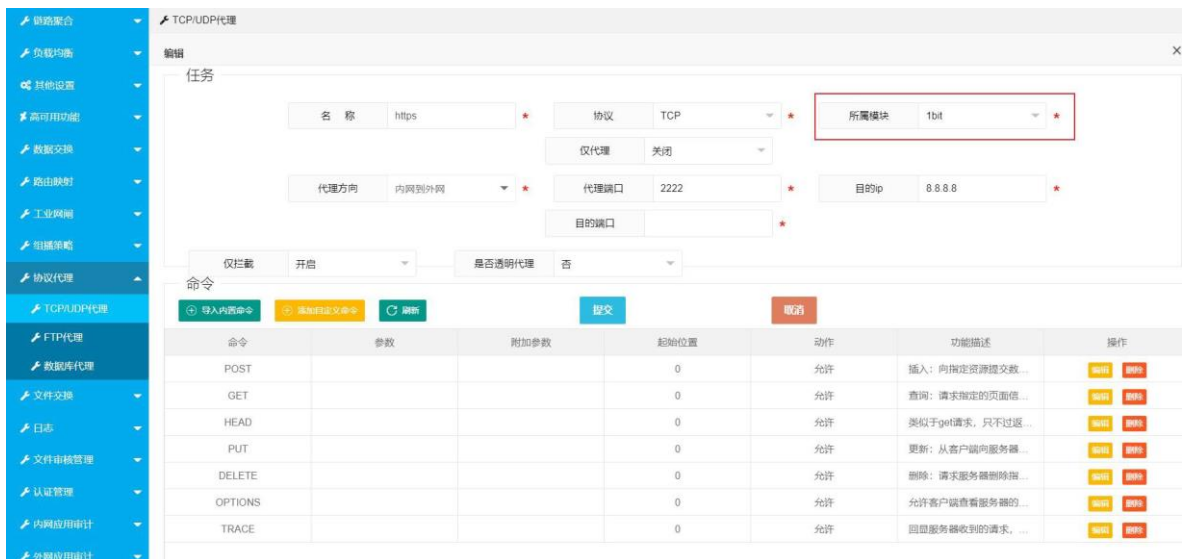 链路聚合
负载均衡
其他设置
高可用功能
数据交换
路由映射
工业网闸
组播策略
协议代理
TCP/UDP代理
FTP代理
数据库代理
文件交换
日志
文件审核管理
认证管理
内网应用审计
外网应用审计
TCP/UDP代理
编辑 ×
任务
名 称 https * 协议 TCP * 所属模块 1bit *
仅代理 关闭
代理方向 内网到外网 * 代理端口 2222 * 目的ip 8.8.8.8 *
目的端口 *
仅拦截 开启 是否透明代理 否
命令
导入内置命令 添加自定义命令 刷新 提交 取消
命令 参数 附加参数 起始位置 动作 功能描述 操作
POST 0 允许 插入：向指定资源提交数... 编辑 删除
GET 0 允许 查询：请求指定的页面信... 编辑 删除
HEAD 0 允许 类似于get请求，只不过返... 编辑 删除
PUT 0 允许 更新：从客户端向服务器... 编辑 删除
DELETE 0 允许 删除：请求服务器删除指... 编辑 删除
OPTIONS 0 允许 允许客户端查看服务器的... 编辑 删除
TRACE 0 允许 回显服务器收到的请求，... 编辑 删除